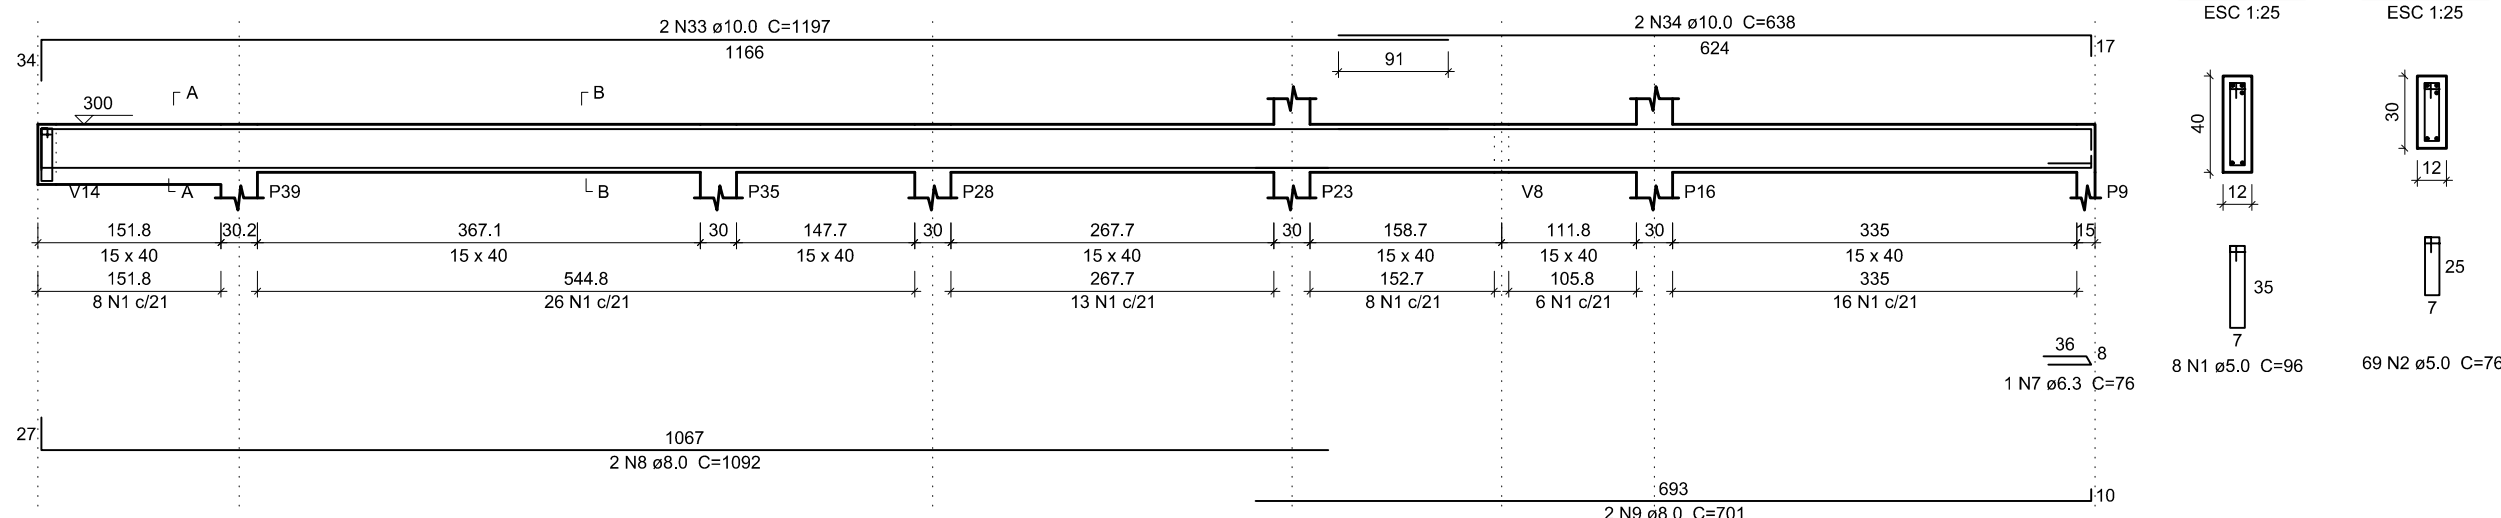 2 N33 ø10.0 C=1197
2 N34 ø10.0 C=638
ESC 1:25
ESC 1:25
34
1166
624
17
91
A
B
300
40
30
V14
A
P39
B
P35
P28
P23
V8
P16
P9
12
12
151.8
30.2
367.1
30
147.7
30
267.7
30
158.7
111.8
30
335
15
15 x 40
15 x 40
15 x 40
15 x 40
15 x 40
15 x 40
15 x 40
151.8
544.8
267.7
152.7
105.8
335
8 N1 c/21
26 N1 c/21
13 N1 c/21
8 N1 c/21
6 N1 c/21
16 N1 c/21
35
25
7
7
36
8
1 N7 ø6.3 C=76
8 N1 ø5.0 C=96
69 N2 ø5.0 C=76
27
1067
2 N8 ø8.0 C=1092
693
10
2 N9 ø8.0 C=701